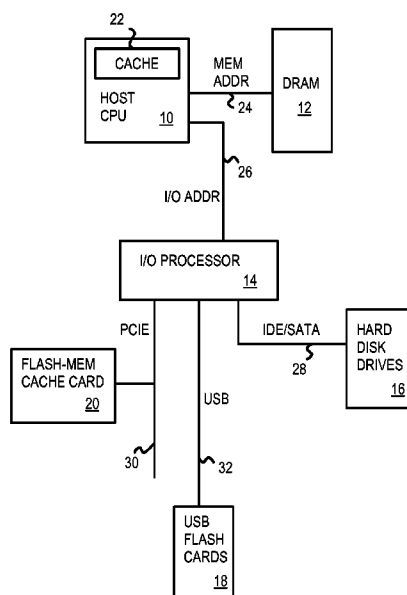 22
CACHE
HOST
CPU
10
MEM
ADDR
24
DRAM
12
26
I/O ADDR
I/O PROCESSOR
14
PCIE
IDE/SATA
28
HARD
DISK
DRIVES
16
FLASH-MEM
CACHE CARD
20
USB
30
32
USB
FLASH
CARDS
18